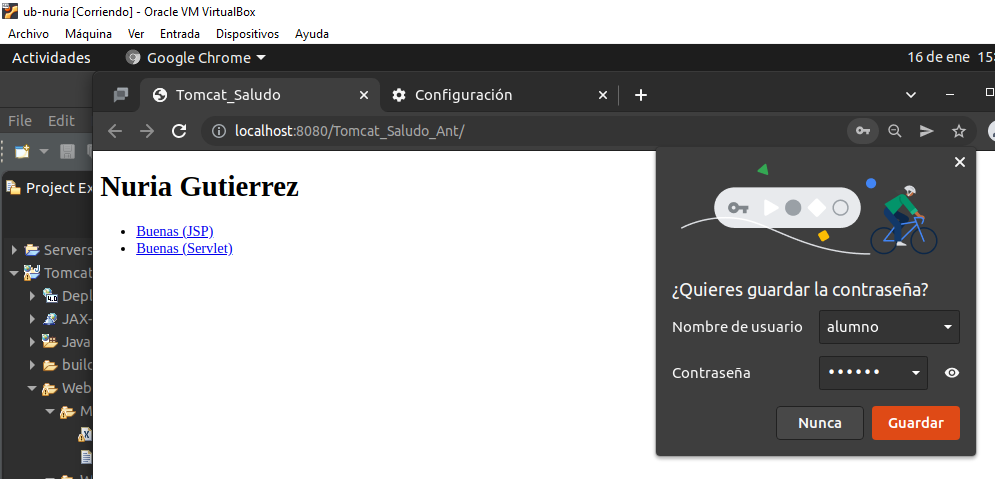 ub-nuria [Corriendo] - Oracle VM VirtualBox
Archivo Máquina Ver Entrada Dispositivos Ayuda
Actividades Google Chrome 16 de ene
File Edit
Tomcat_Saludo Configuración
localhost:8080/Tomcat_Saludo_Ant/
Project Ex
Servers
Tomcat
Depl
JAX-
Java
build
Web
M
Nuria Gutierrez
Buenas (JSP)
Buenas (Servlet)
¿Quieres guardar la contraseña?
Nombre de usuario alumno
Contraseña ••••••
Nunca Guardar